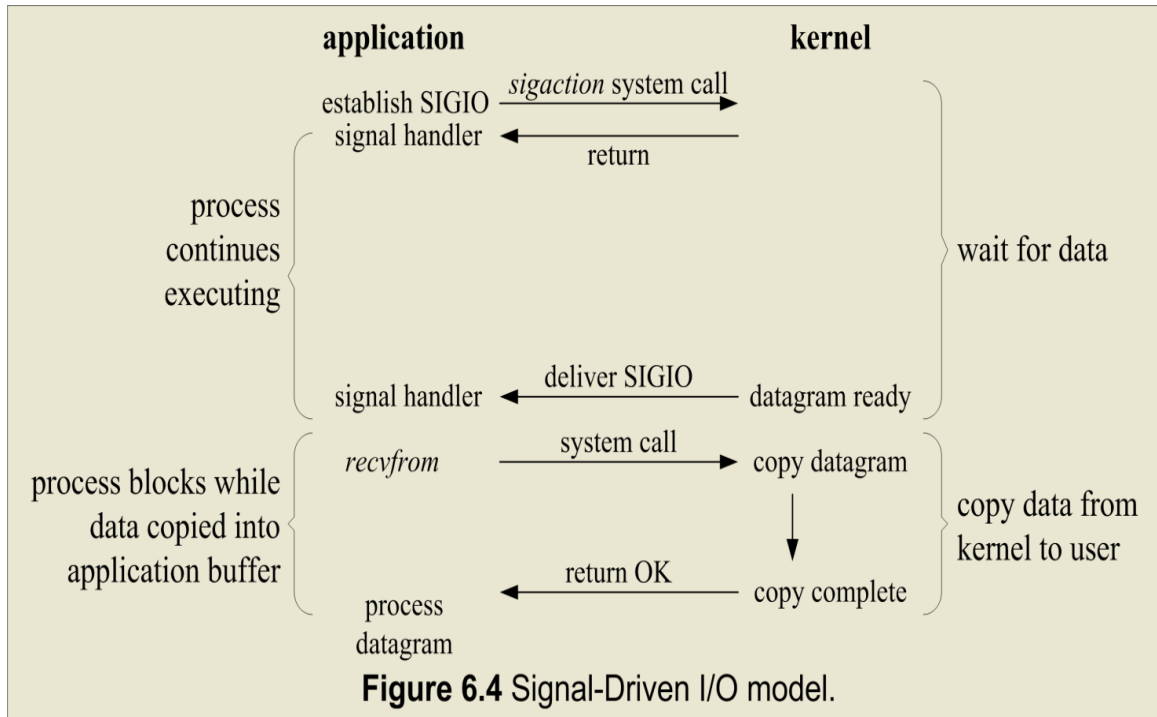 application
kernel
establish SIGIO
signal handler
sigaction system call
return
process
continues
executing
wait for data
signal handler
deliver SIGIO
datagram ready
process blocks while
data copied into
application buffer
recvfrom
system call
copy datagram
copy data from
kernel to user
return OK
copy complete
process
datagram
Figure 6.4 Signal-Driven I/O model.